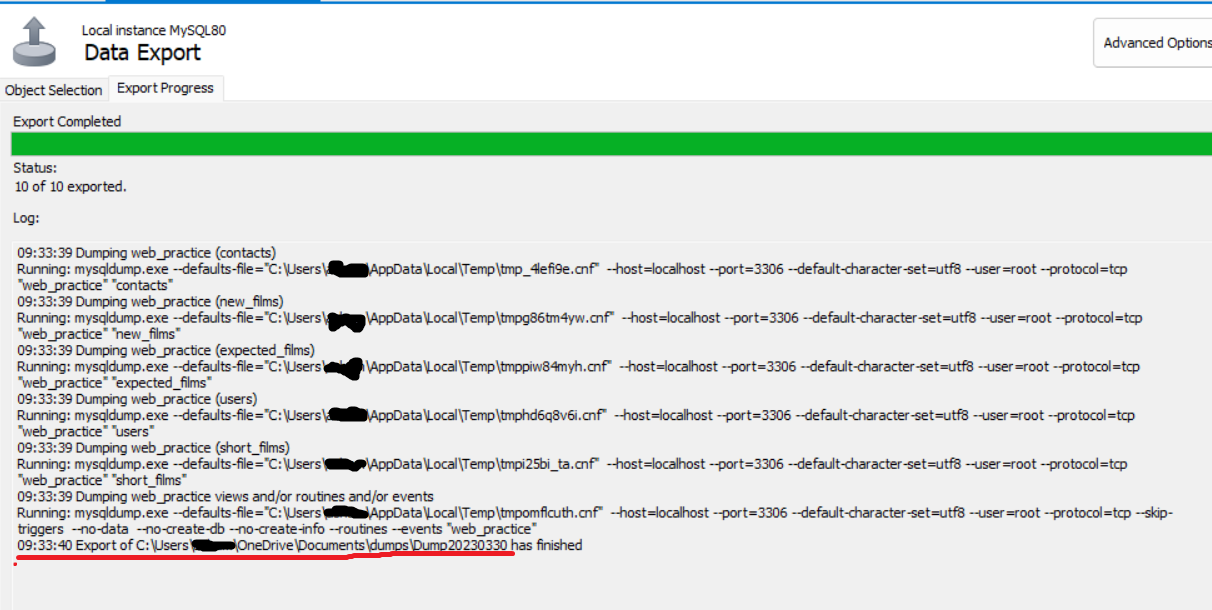 Local instance MySQL80
Data Export
Advanced Options
Object Selection
Export Progress
Export Completed
Status:
10 of 10 exported.
Log:
09:33:39 Dumping web_practice (contacts)
Running: mysqldump.exe --defaults-file="C:\Users\ \AppData\Local\Temp\tmp_4lefi9e.cnf"  --host=localhost --port=3306 --default-character-set=utf8 --user=root --protocol=tcp
"web_practice" "contacts"
09:33:39 Dumping web_practice (new_films)
Running: mysqldump.exe --defaults-file="C:\Users\ \AppData\Local\Temp\tmpg86tm4yw.cnf"  --host=localhost --port=3306 --default-character-set=utf8 --user=root --protocol=tcp
"web_practice" "new_films"
09:33:39 Dumping web_practice (expected_films)
Running: mysqldump.exe --defaults-file="C:\Users\ \AppData\Local\Temp\tmppiw84myh.cnf"  --host=localhost --port=3306 --default-character-set=utf8 --user=root --protocol=tcp
"web_practice" "expected_films"
09:33:39 Dumping web_practice (users)
Running: mysqldump.exe --defaults-file="C:\Users\ \AppData\Local\Temp\tmphd6q8v6i.cnf"  --host=localhost --port=3306 --default-character-set=utf8 --user=root --protocol=tcp
"web_practice" "users"
09:33:39 Dumping web_practice (short_films)
Running: mysqldump.exe --defaults-file="C:\Users\ \AppData\Local\Temp\tmpi25bi_ta.cnf"  --host=localhost --port=3306 --default-character-set=utf8 --user=root --protocol=tcp
"web_practice" "short_films"
09:33:39 Dumping web_practice views and/or routines and/or events
Running: mysqldump.exe --defaults-file="C:\Users\ \AppData\Local\Temp\tmpomflcuth.cnf"  --host=localhost --port=3306 --default-character-set=utf8 --user=root --protocol=tcp --skip-
triggers  --no-data  --no-create-db --no-create-info --routines --events "web_practice"
09:33:40 Export of C:\Users\ \OneDrive\Documents\dumps\Dump20230330 has finished